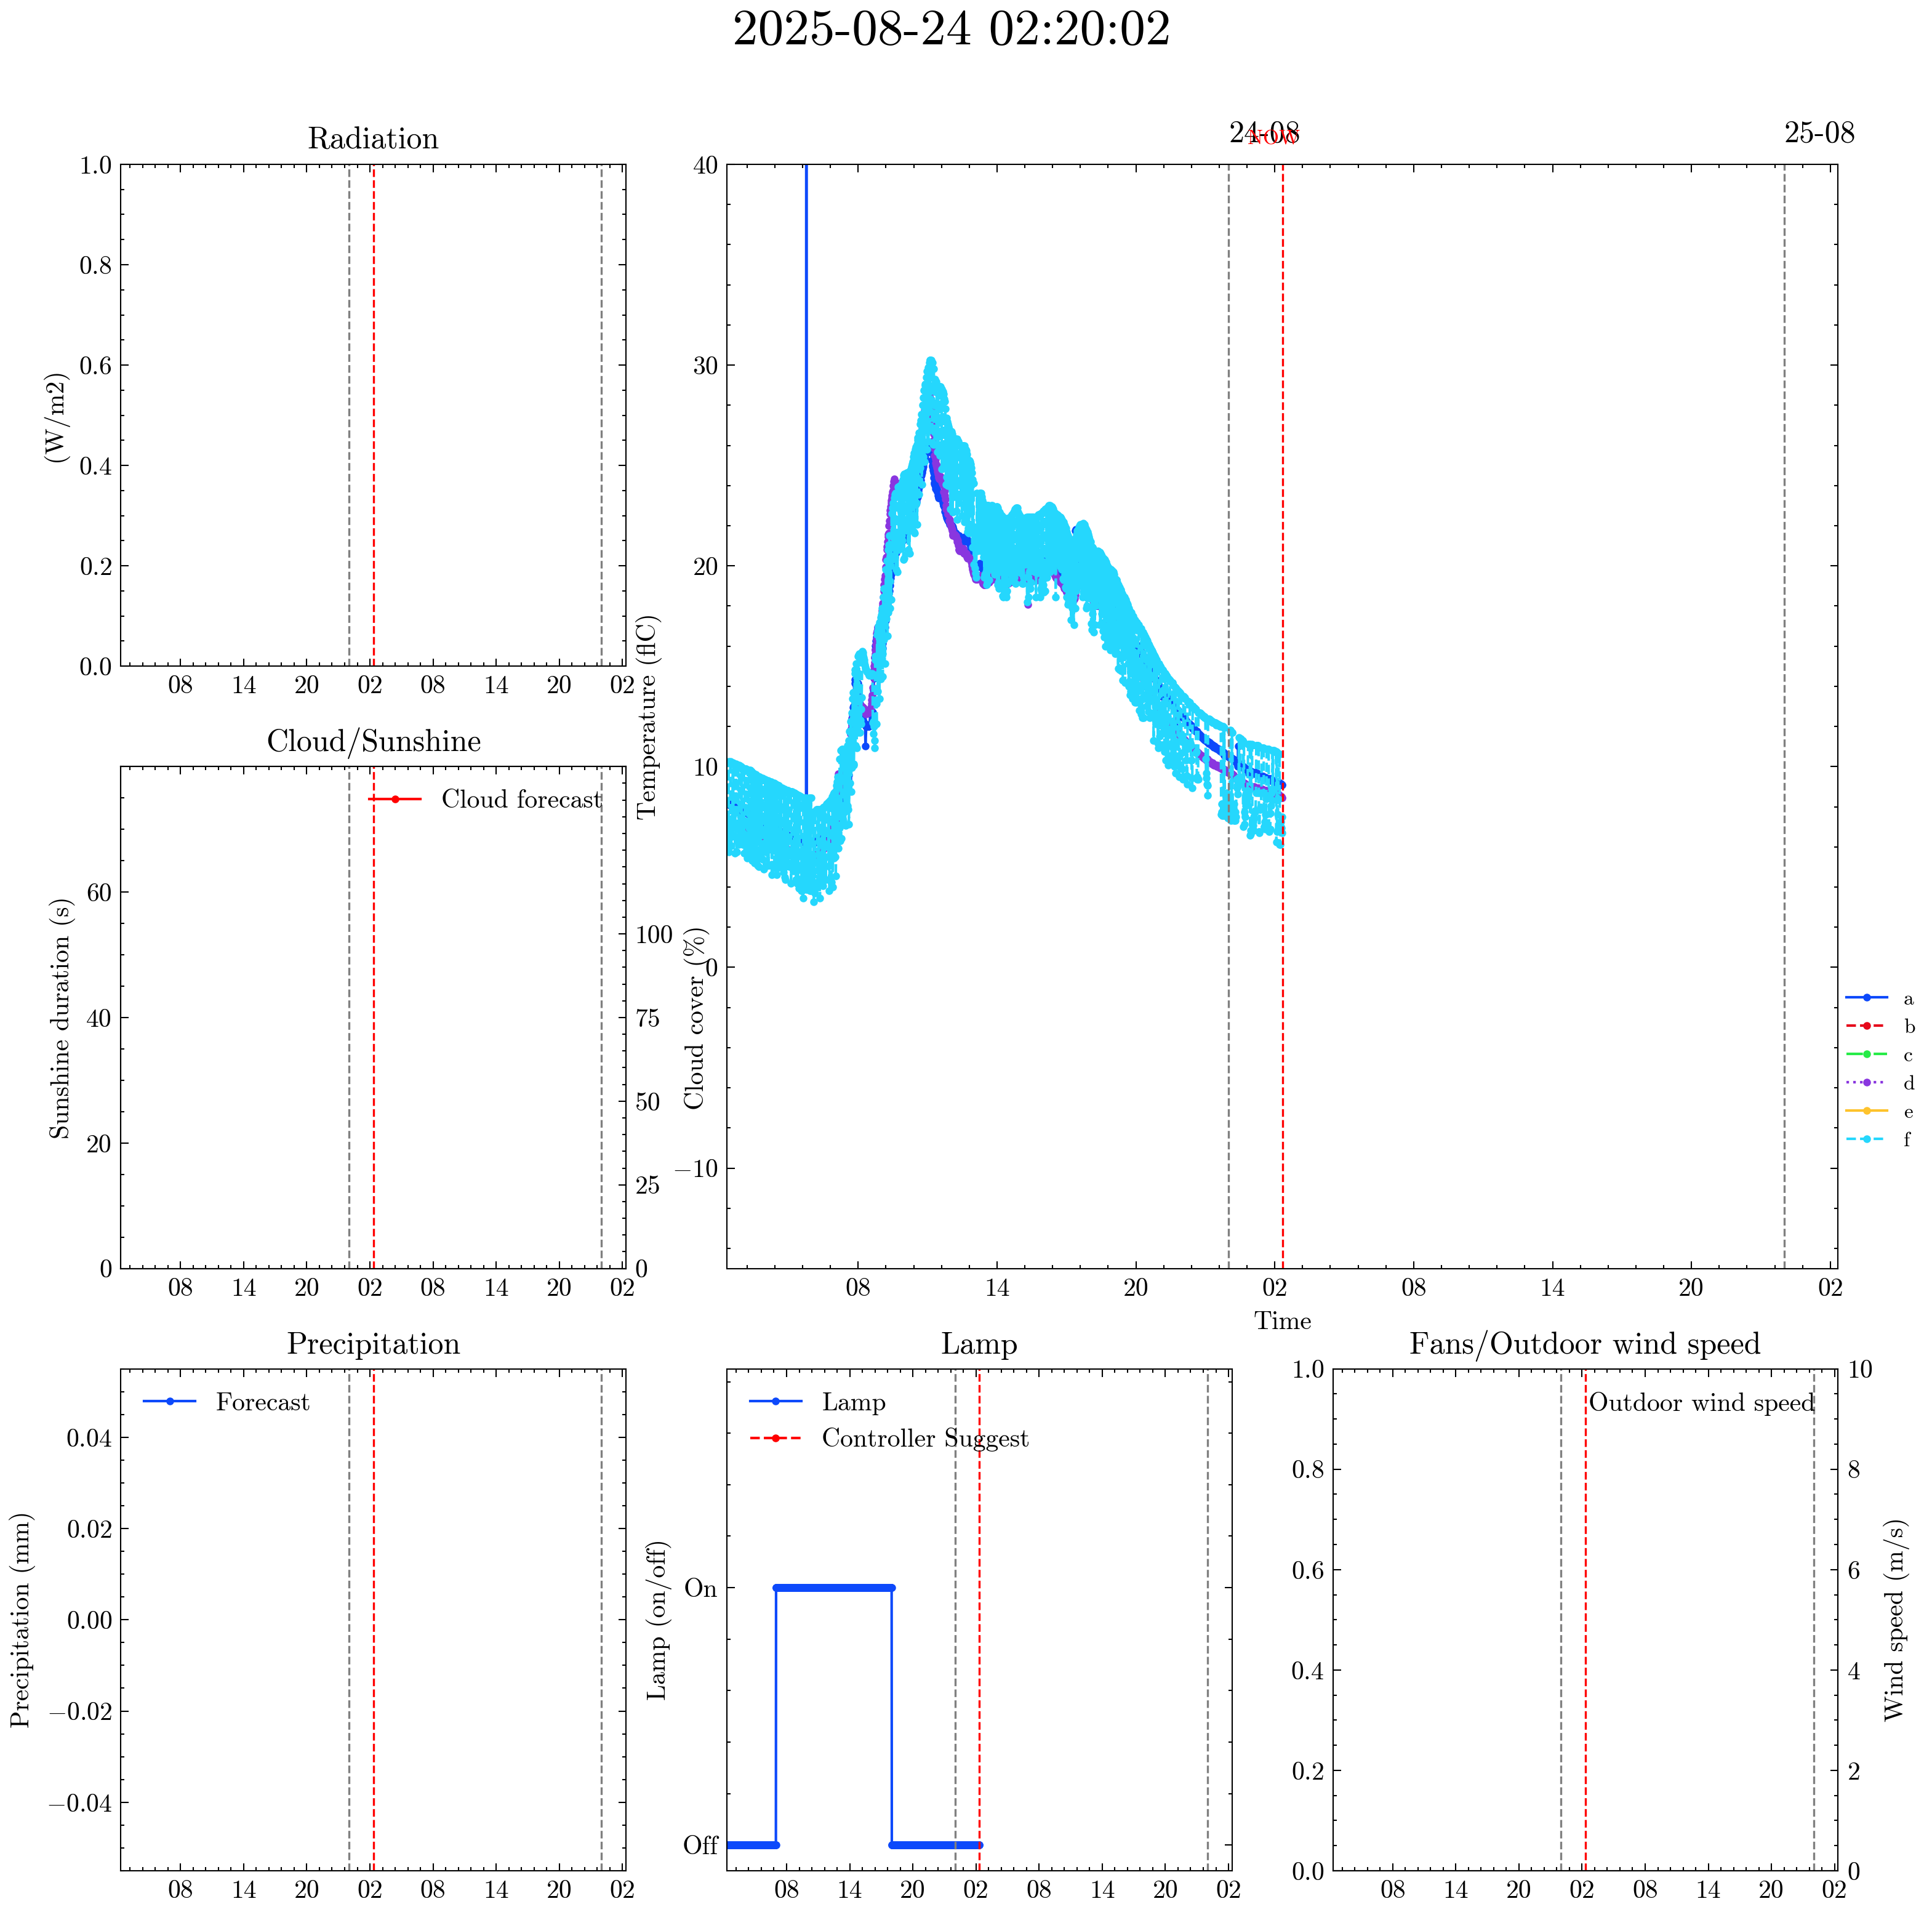 2025-08-24 02:20:02
Radiation
1.0
0.8
0.6
0.4
0.2
0.0
(W/m2)
08 14 20 02 08 14 20 02
24-08
NOW
25-08
40
30
20
10
0
−10
Temperature (flC)
08 14 20 02 08 14 20 02
Time
a
b
c
d
e
f
Cloud/Sunshine
Cloud forecast
60
40
20
0
Sunshine duration (s)
100
75
50
25
0
Cloud cover (%)
08 14 20 02 08 14 20 02
Precipitation
Forecast
0.04
0.02
0.00
−0.02
−0.04
Precipitation (mm)
08 14 20 02 08 14 20 02
Lamp
Lamp
Controller Suggest
On
Off
Lamp (on/off)
08 14 20 02 08 14 20 02
Fans/Outdoor wind speed
Outdoor wind speed
1.0
0.8
0.6
0.4
0.2
0.0
10
8
6
4
2
0
Wind speed (m/s)
08 14 20 02 08 14 20 02